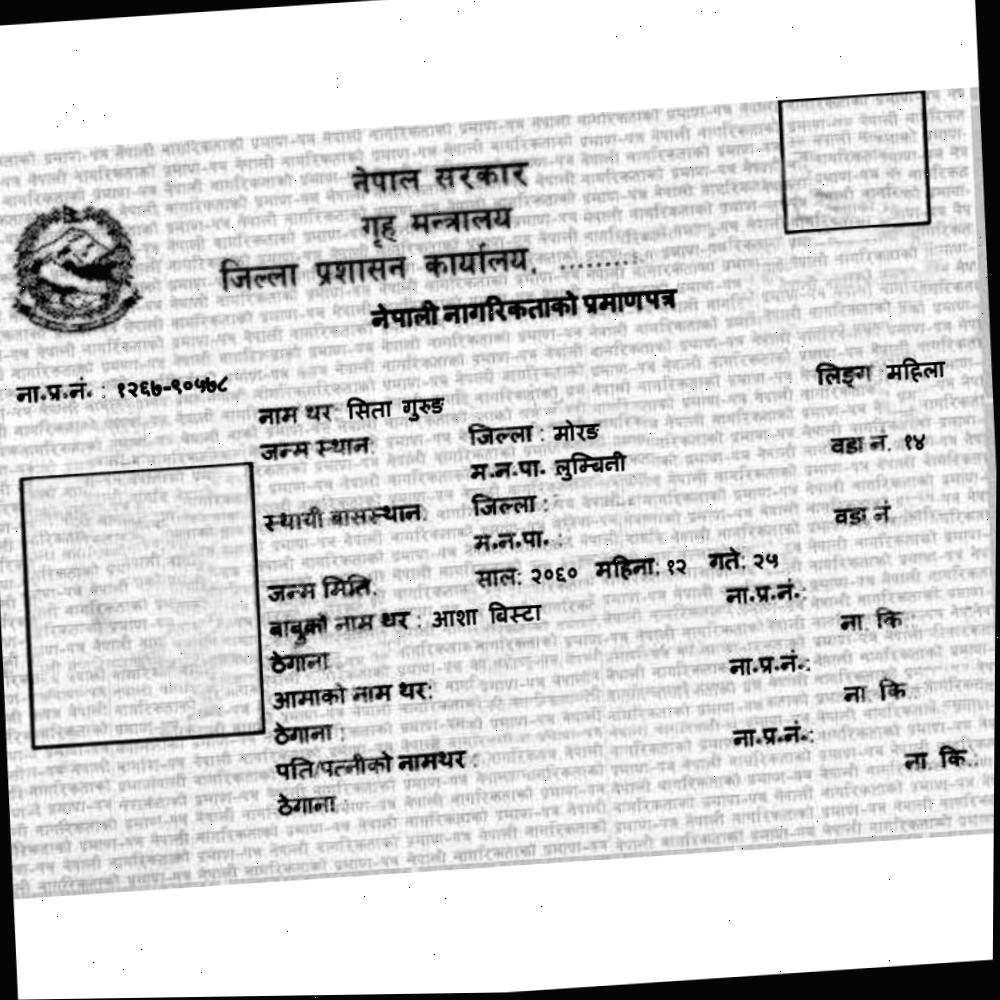 नेपाल सरकार
गृह मन्त्रालय
जिल्ला प्रशासन कार्यालय, .........
नेपाली नागरिकताको प्रमाणपत्र
ना.प्र.नं. : १२६७-९०५७८ लिङ्ग महिला
नाम थर: सिता गुरुङ
जन्म स्थान: जिल्ला : मोरङ वडा नं. १४
म.न.पा. लुम्बिनी
स्थायी बासस्थान: जिल्ला : वडा नं
म.न.पा. :
जन्म मिति: साल: २०६० महिना: १२ गते: २५
बाबुको नाम थर : आशा विस्टा ना.प्र.नं.:
ठेगाना : ना. कि.:
आमाको नाम थर: ना.प्र.नं.:
ठेगाना : ना. कि.:
पति/पत्नीको नामथर : ना.प्र.नं.:
ठेगाना : ना. कि.: